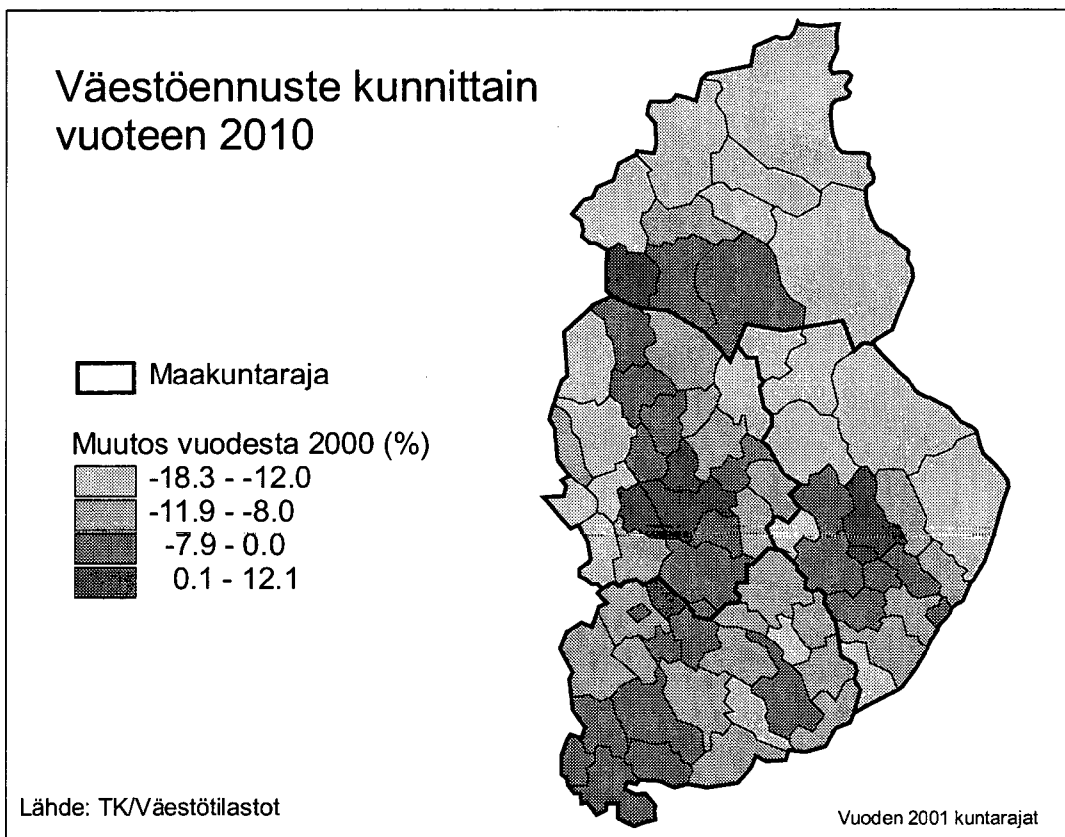 Väestöennuste kunnittain
vuoteen 2010
Maakuntaraja
Muutos vuodesta 2000 (%)
-18.3 - -12.0
-11.9 - -8.0
-7.9 - 0.0
0.1 - 12.1
Lähde: TK/Väestötilastot
Vuoden 2001 kuntarajat